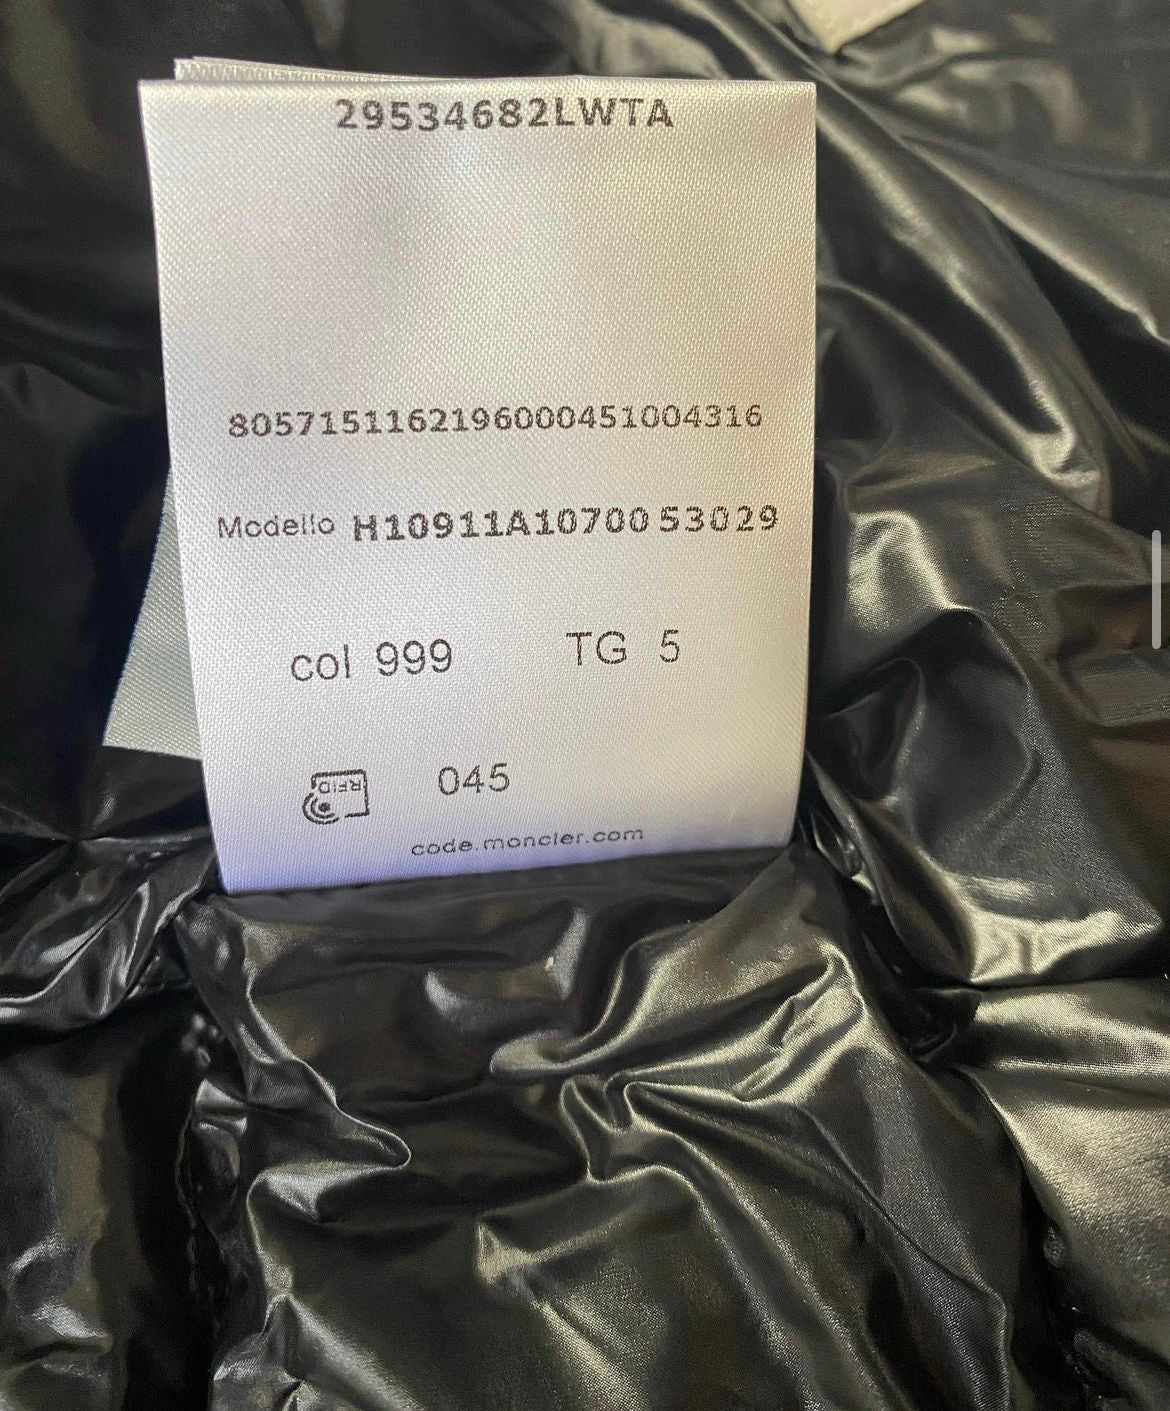 29534682LWTA
8057151162196000451004316
Modello H10911A10700 53029
col 999 TG 5
RFID 045
code.moncler.com